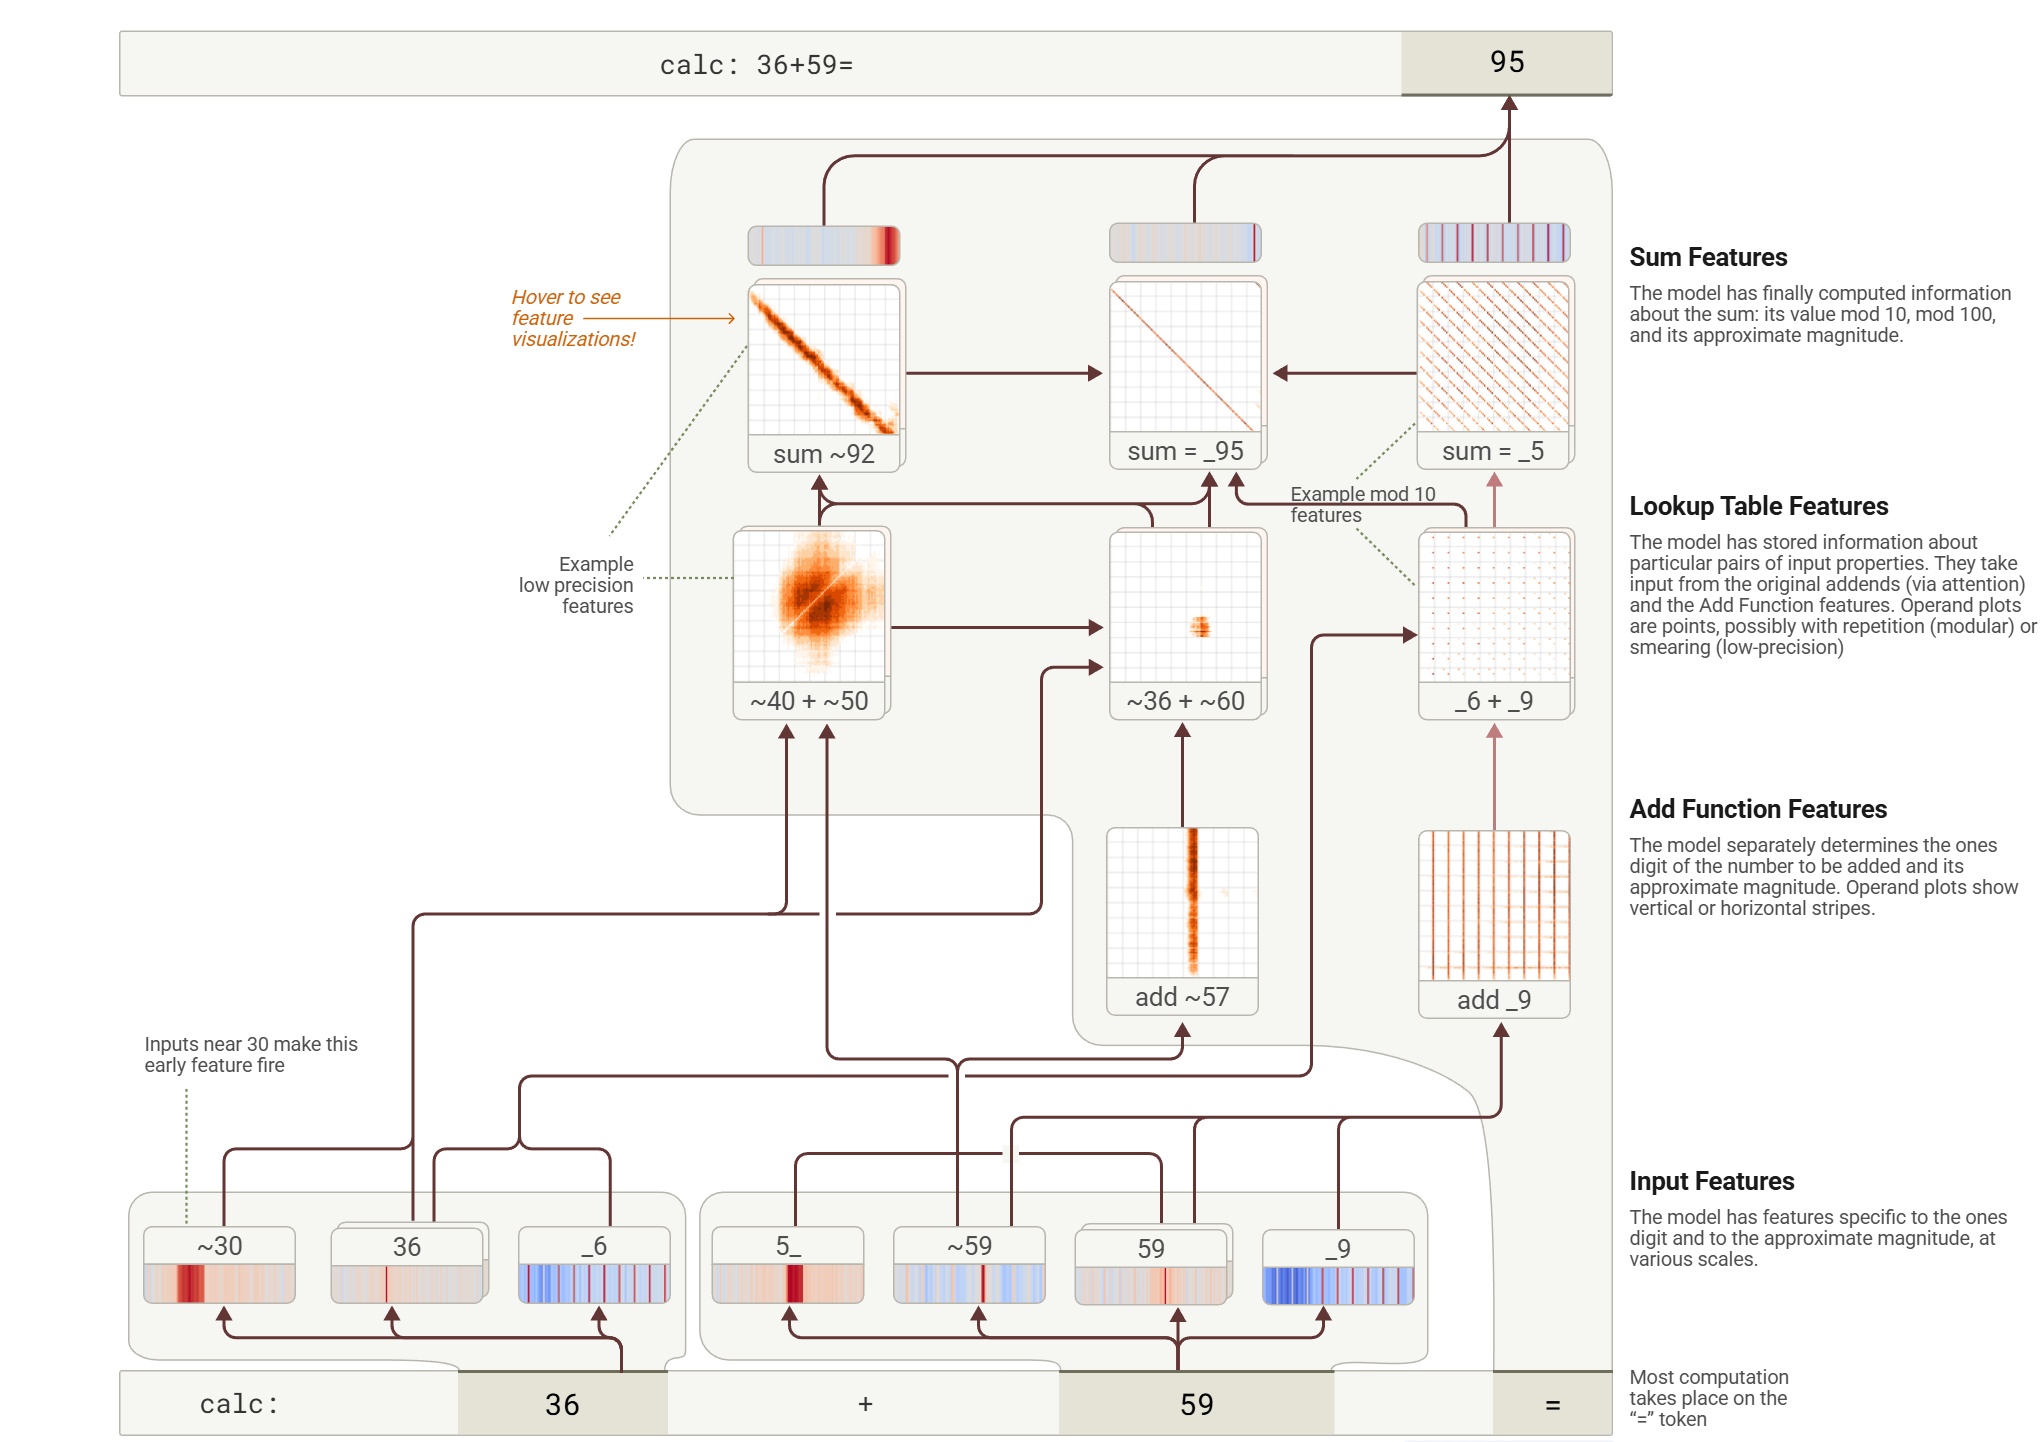 calc: 36+59=
95
Hover to see
feature
visualizations!
sum ~92
sum = _95
sum = _5
Sum Features
The model has finally computed information
about the sum: its value mod 10, mod 100,
and its approximate magnitude.
Example mod 10
features
Example
low precision
features
~40 + ~50
~36 + ~60
_6 + _9
Lookup Table Features
The model has stored information about
particular pairs of input properties. They take
input from the original addends (via attention)
and the Add Function features. Operand plots
are points, possibly with repetition (modular) or
smearing (low-precision)
add ~57
add _9
Add Function Features
The model separately determines the ones
digit of the number to be added and its
approximate magnitude. Operand plots show
vertical or horizontal stripes.
Inputs near 30 make this
early feature fire
~30
36
_6
5_
~59
59
_9
Input Features
The model has features specific to the ones
digit and to the approximate magnitude, at
various scales.
calc:
36
+
59
=
Most computation
takes place on the
“=” token